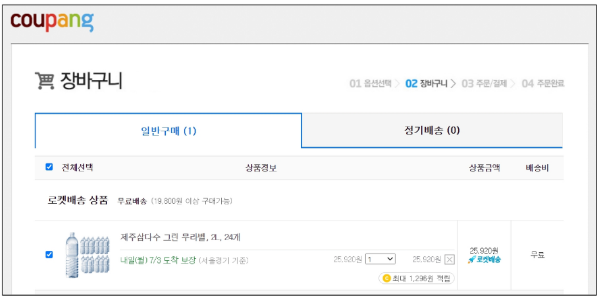 coupang
장바구니
01 옵션선택 > 02 장바구니 > 03 주문/결제 > 04 주문완료
일반구매 (1)
정기배송 (0)
전체선택 상품정보 상품금액 배송비
로켓배송 상품 무료배송 (19,800원 이상 구매가능)
제주삼다수 그린 무라벨, 2L, 24개
내일(월) 7/3 도착 보장 (서울경기 기준)
25,920원 1 25,920원
25,920원
로켓배송
무료
최대 1,296원 적립